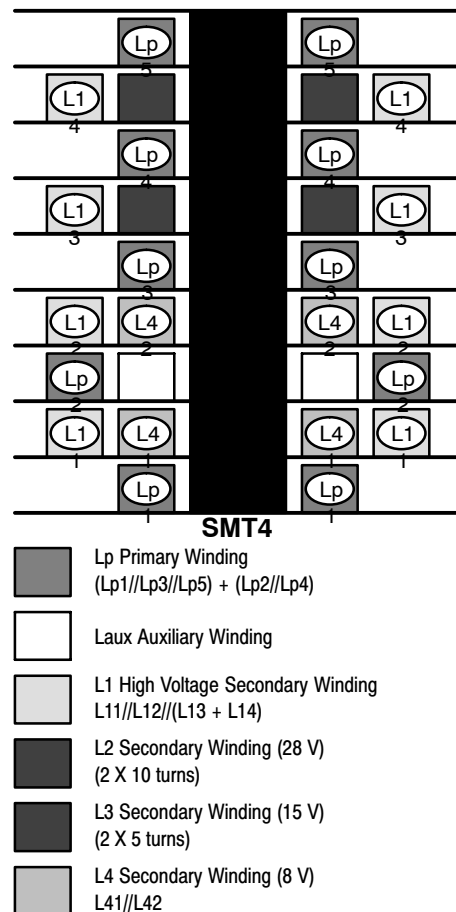 Lp Lp
5 5
L1 L1
4 4
Lp Lp
4 4
L1 L1
3 3
Lp Lp
3 3
L1 L4 L4 L1
2 2 2 2
Lp Lp
2 2
L1 L4 L4 L1
1 1 1 1
Lp Lp
1 1
SMT4
Lp Primary Winding
(Lp1//Lp3//Lp5) + (Lp2//Lp4)
Laux Auxiliary Winding
L1 High Voltage Secondary Winding
L11//L12//(L13 + L14)
L2 Secondary Winding (28 V)
(2 X 10 turns)
L3 Secondary Winding (15 V)
(2 X 5 turns)
L4 Secondary Winding (8 V)
L41//L42